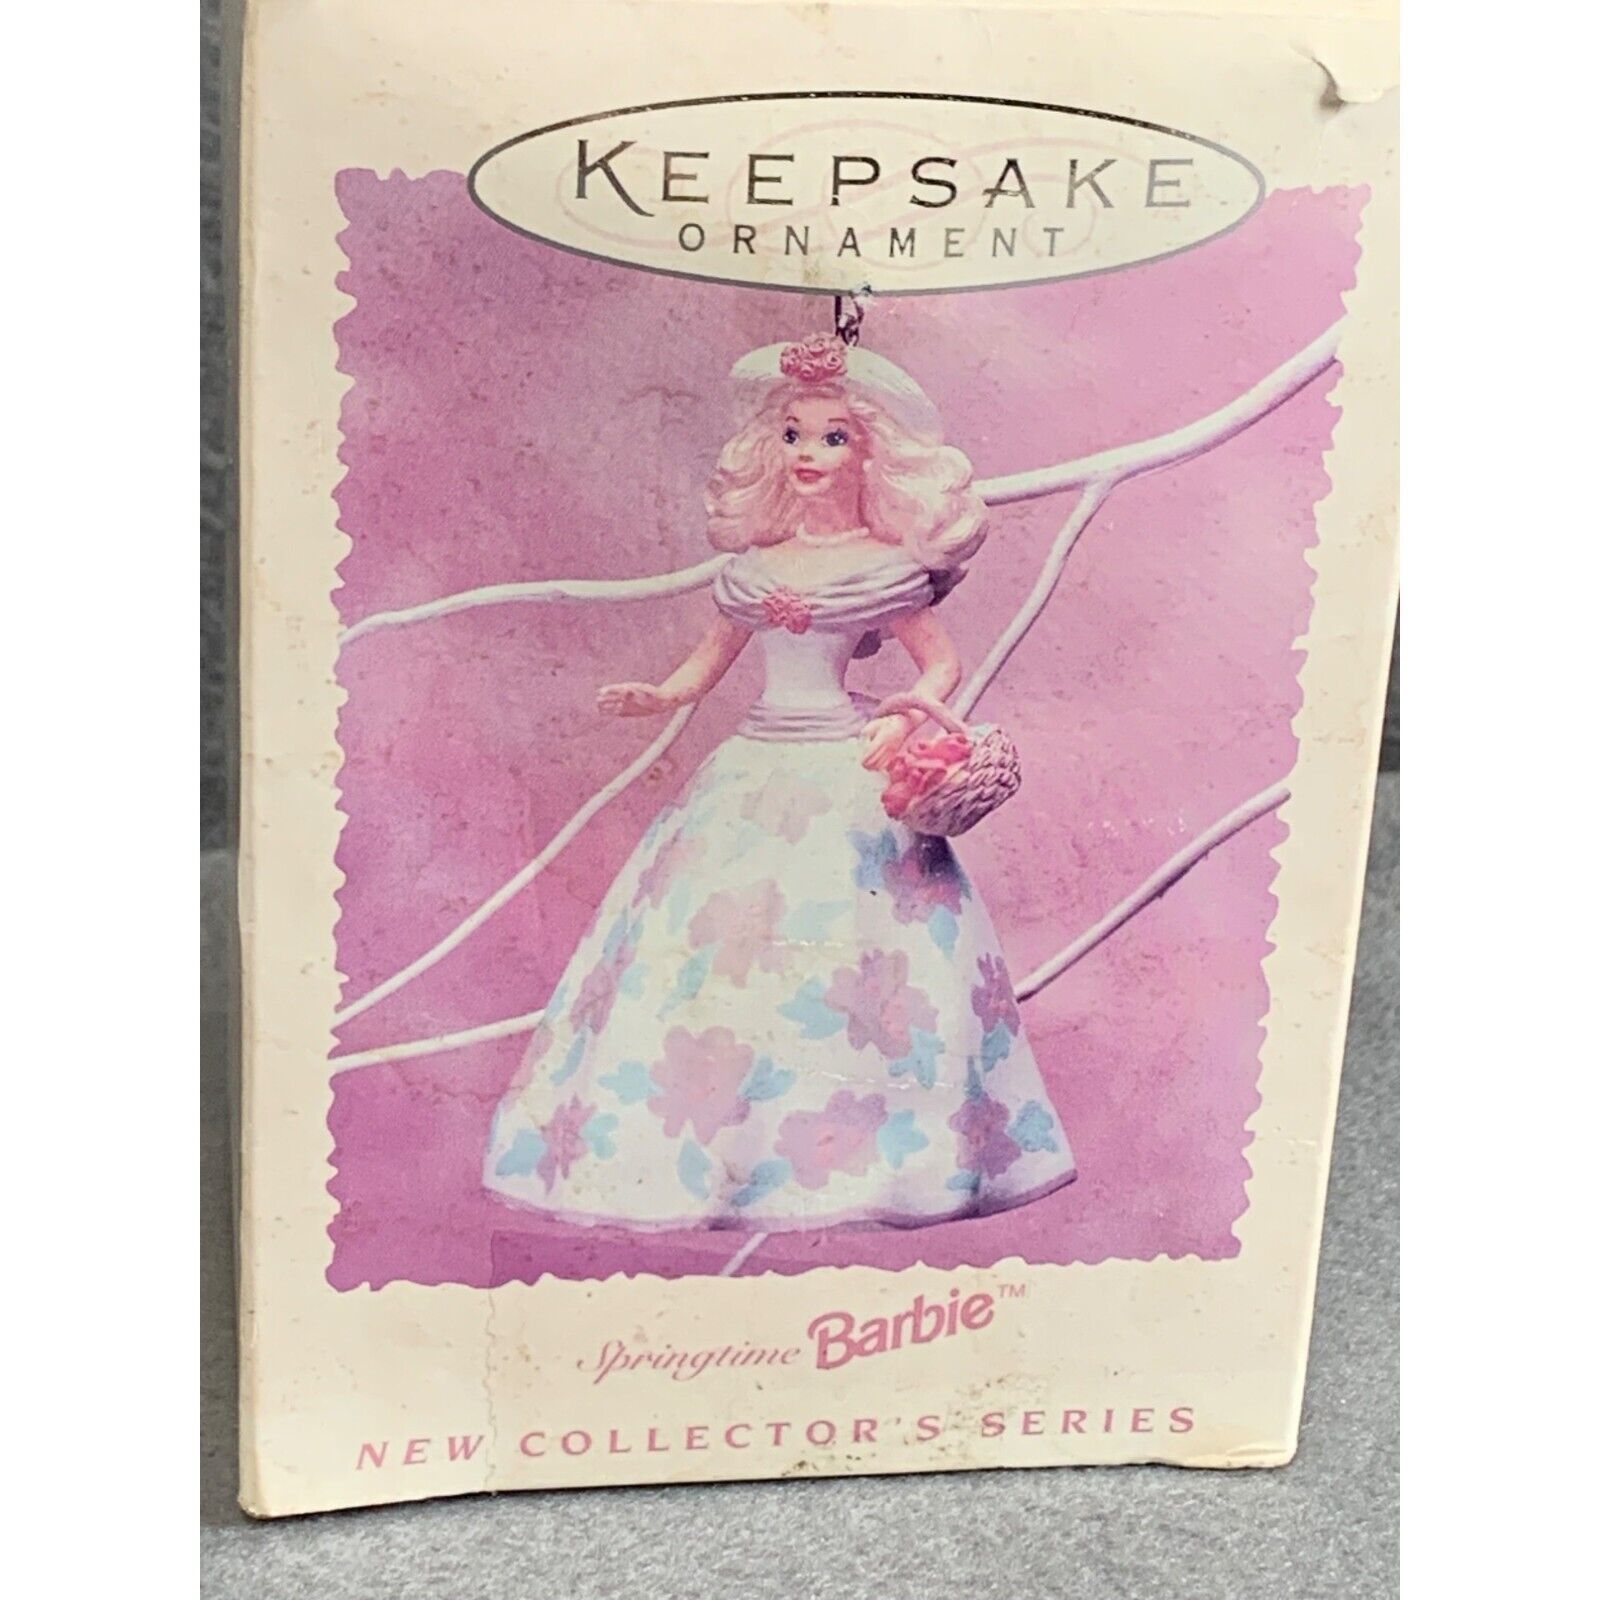 KEEPSAKE
ORNAMENT
Springtime Barbie™
NEW COLLECTOR'S SERIES